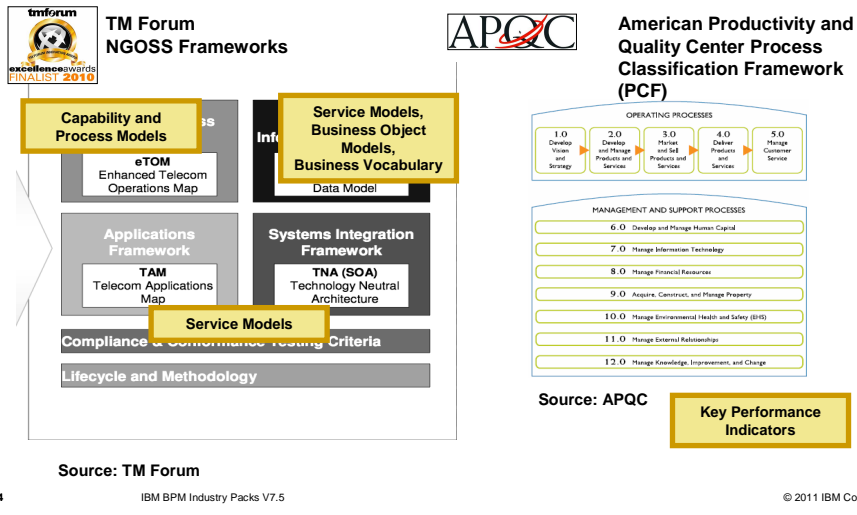 tmforum
excellenceawards
FINALIST 2010
TM Forum
NGOSS Frameworks
APQC
American Productivity and
Quality Center Process
Classification Framework
(PCF)
Capability and
Process Models
ss
eTOM
Enhanced Telecom
Operations Map
Service Models,
Business Object
Models,
Business Vocabulary
Inf
Data Model
Applications
Framework
TAM
Telecom Applications
Map
Systems Integration
Framework
TNA (SOA)
Technology Neutral
Architecture
Service Models
Compliance & Conformance Testing Criteria
Lifecycle and Methodology
Source: TM Forum
OPERATING PROCESSES
1.0
Develop
Vision
and
Strategy
2.0
Develop
and Manage
Products and
Services
3.0
Market
and Sell
Products and
Services
4.0
Deliver
Products
and
Services
5.0
Manage
Customer
Service
MANAGEMENT AND SUPPORT PROCESSES
6.0 Develop and Manage Human Capital
7.0 Manage Information Technology
8.0 Manage Financial Resources
9.0 Acquire, Construct, and Manage Property
10.0 Manage Environmental Health and Safety (EHS)
11.0 Manage External Relationships
12.0 Manage Knowledge, Improvement, and Change
Source: APQC
Key Performance
Indicators
4
IBM BPM Industry Packs V7.5
© 2011 IBM Co